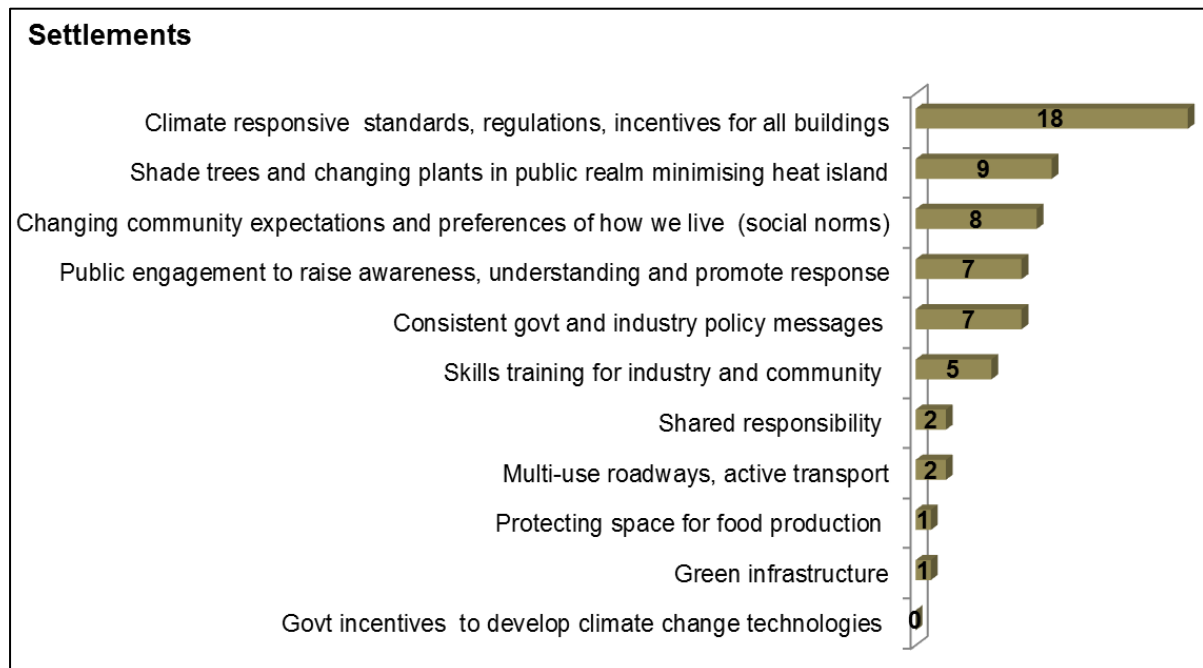 Settlements
Climate responsive standards, regulations, incentives for all buildings
18
Shade trees and changing plants in public realm minimising heat island
9
Changing community expectations and preferences of how we live (social norms)
8
Public engagement to raise awareness, understanding and promote response
7
Consistent govt and industry policy messages
7
Skills training for industry and community
5
Shared responsibility
2
Multi-use roadways, active transport
2
Protecting space for food production
1
Green infrastructure
1
Govt incentives to develop climate change technologies
0